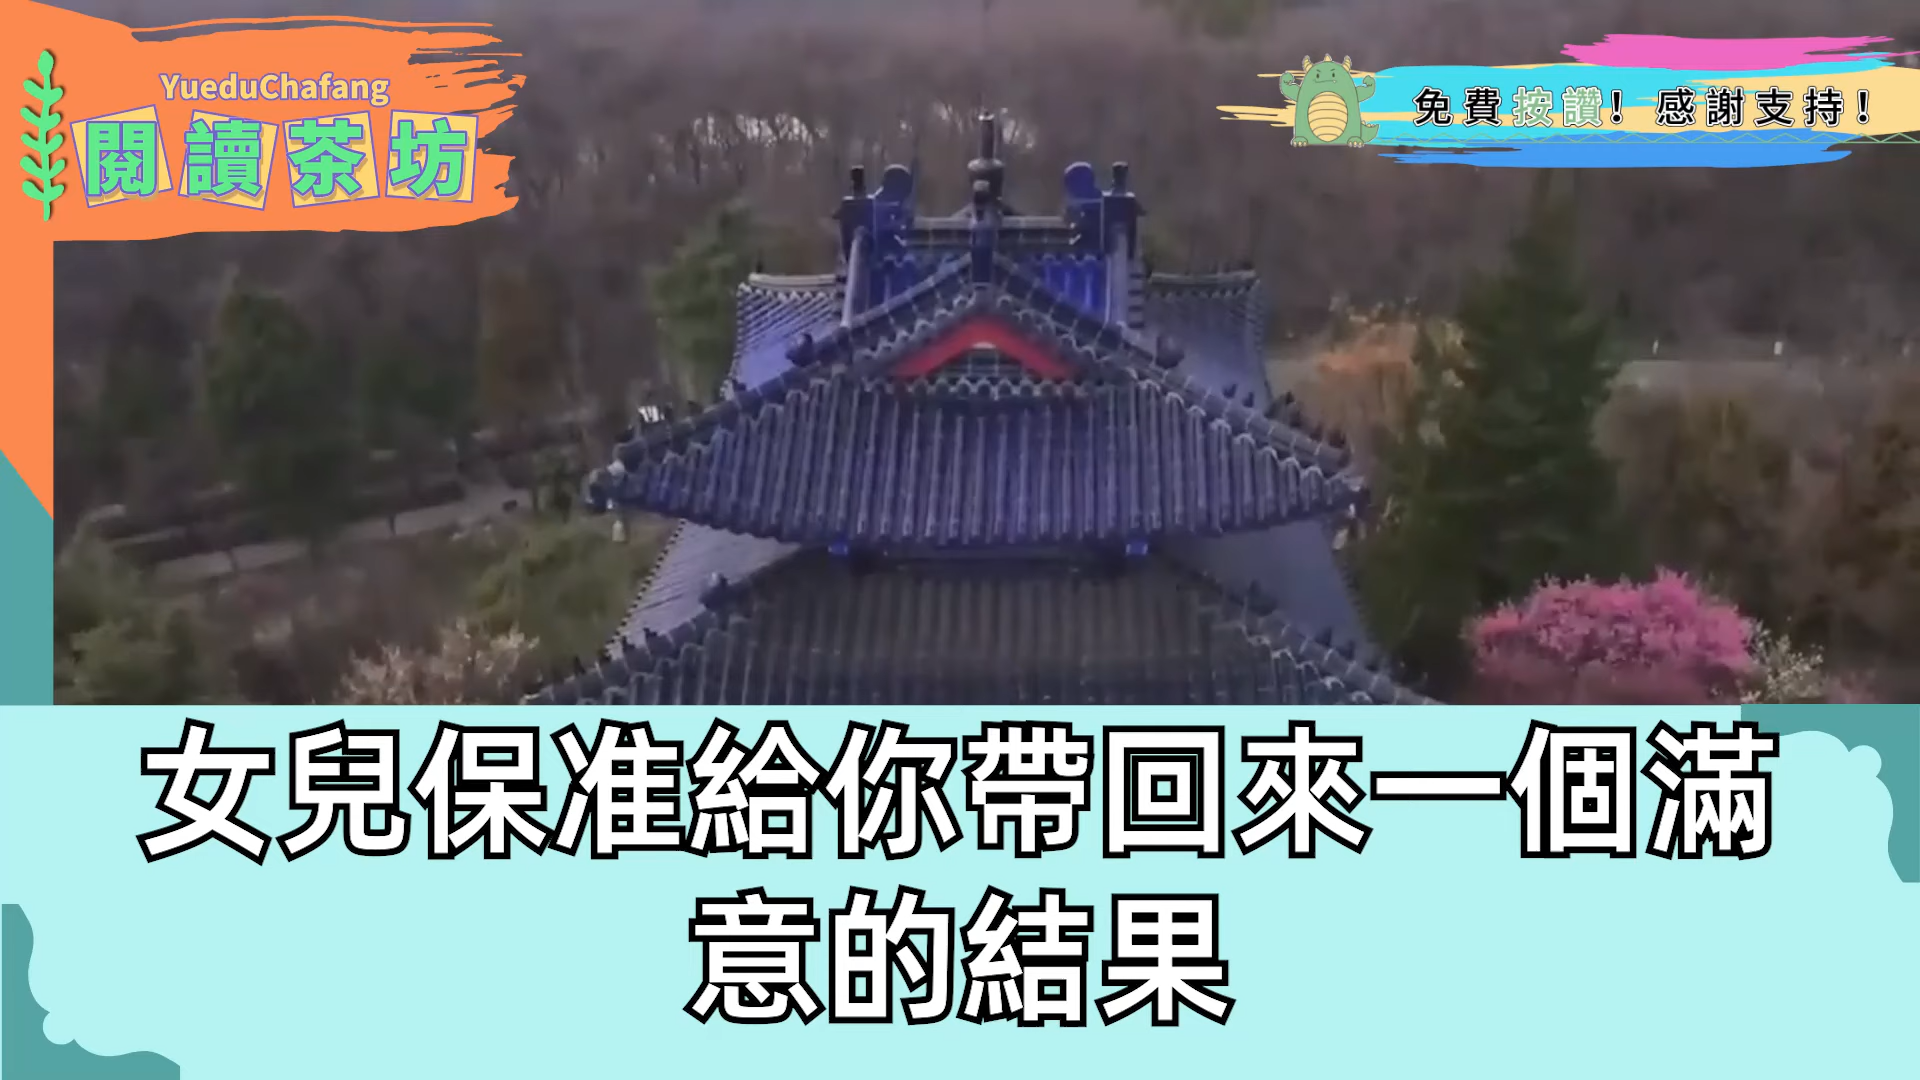 YueduChafang
閱讀茶坊
免費按讚！感謝支持！
女兒保准給你帶回來一個滿
意的結果